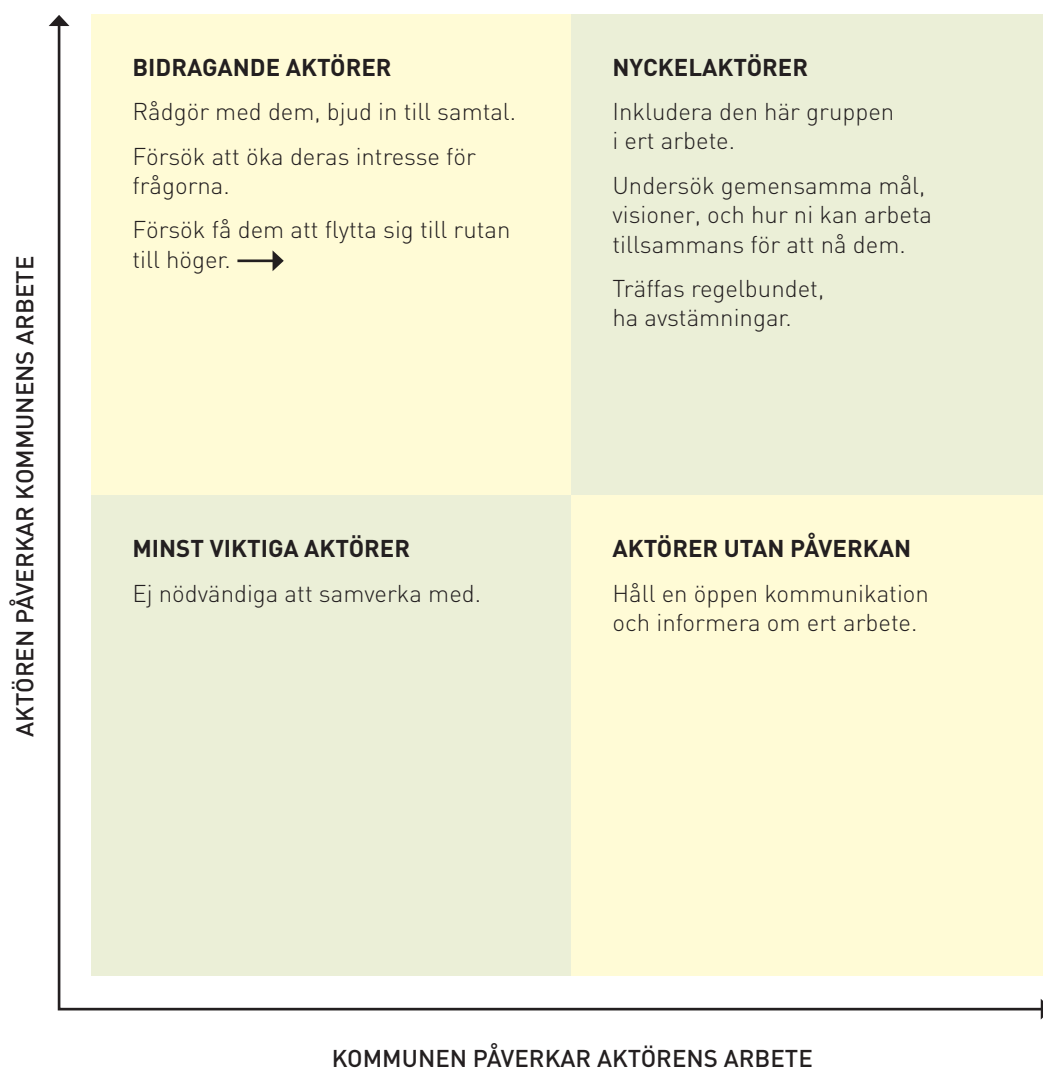 BIDRAGANDE AKTÖRER
Rådgör med dem, bjud in till samtal.
Försök att öka deras intresse för
frågorna.
Försök få dem att flytta sig till rutan
till höger.
NYCKELAKTÖRER
Inkludera den här gruppen
i ert arbete.
Undersök gemensamma mål,
visioner, och hur ni kan arbeta
tillsammans för att nå dem.
Träffas regelbundet,
ha avstämningar.
AKTÖREN PÅVERKAR KOMMUNENS ARBETE
MINST VIKTIGA AKTÖRER
Ej nödvändiga att samverka med.
AKTÖRER UTAN PÅVERKAN
Håll en öppen kommunikation
och informera om ert arbete.
KOMMUNEN PÅVERKAR AKTÖRENS ARBETE